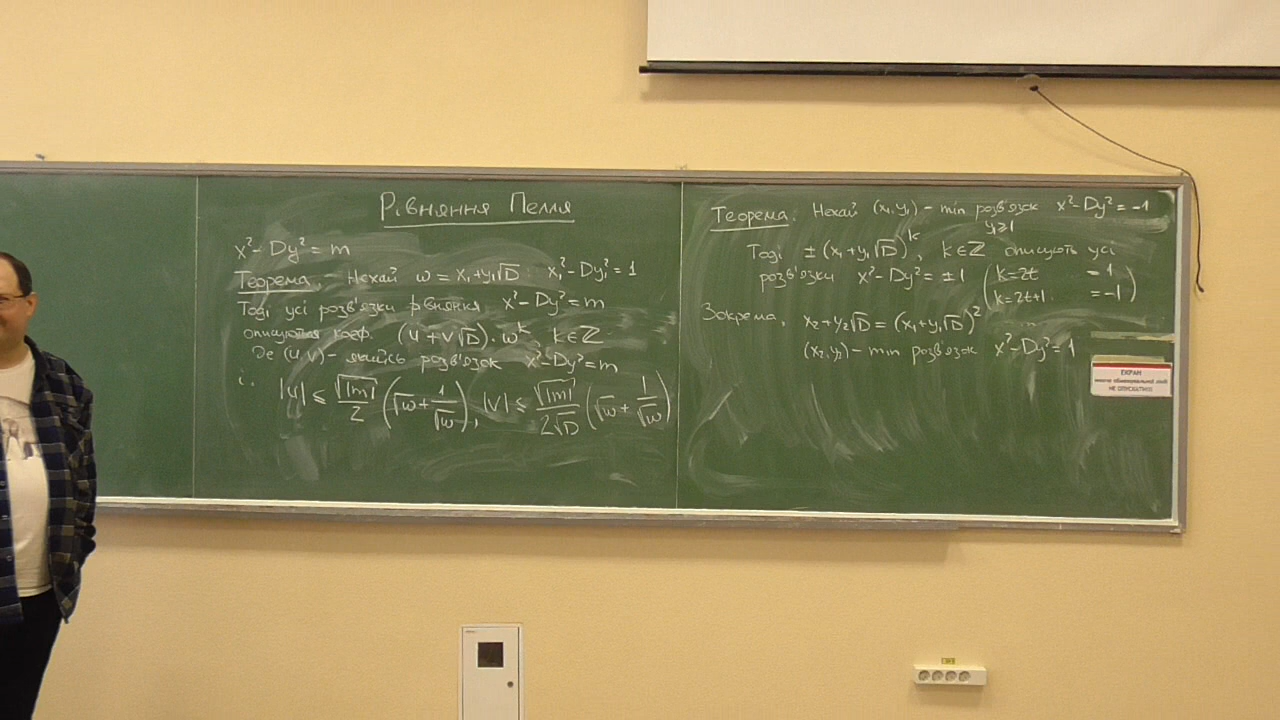 Рівняння Пелля
x² - Dy² = m
Теорема. Нехай ω = x₁+y₁√D : x₁² - Dy₁² = 1
Тоді усі розв'язки рівняння x² - Dy² = m
описуються коеф. (u + v√D)·ω^k, k∈ℤ
Де (u,v) - якийсь розв'язок x² - Dy² = m
і. |u| ≤ √|m|/2 (√ω + 1/√ω), |v| ≤ √|m|/2√D (√ω + 1/√ω)
Теорема. Нехай (x₁,y₁) - min розв'язок x² - Dy² = -1
y₁≥1
Тоді ± (x₁+y₁√D)^k, k∈ℤ описують усі
розв'язки x² - Dy² = ±1 (k=2t = 1
k=2t+1 = -1)
Зокрема, x₂+y₂√D = (x₁+y₁√D)²
(x₂,y₂) - min розв'язок x² - Dy² = 1
ЕКРАН
НЕ ОПУСКАТИ!!!